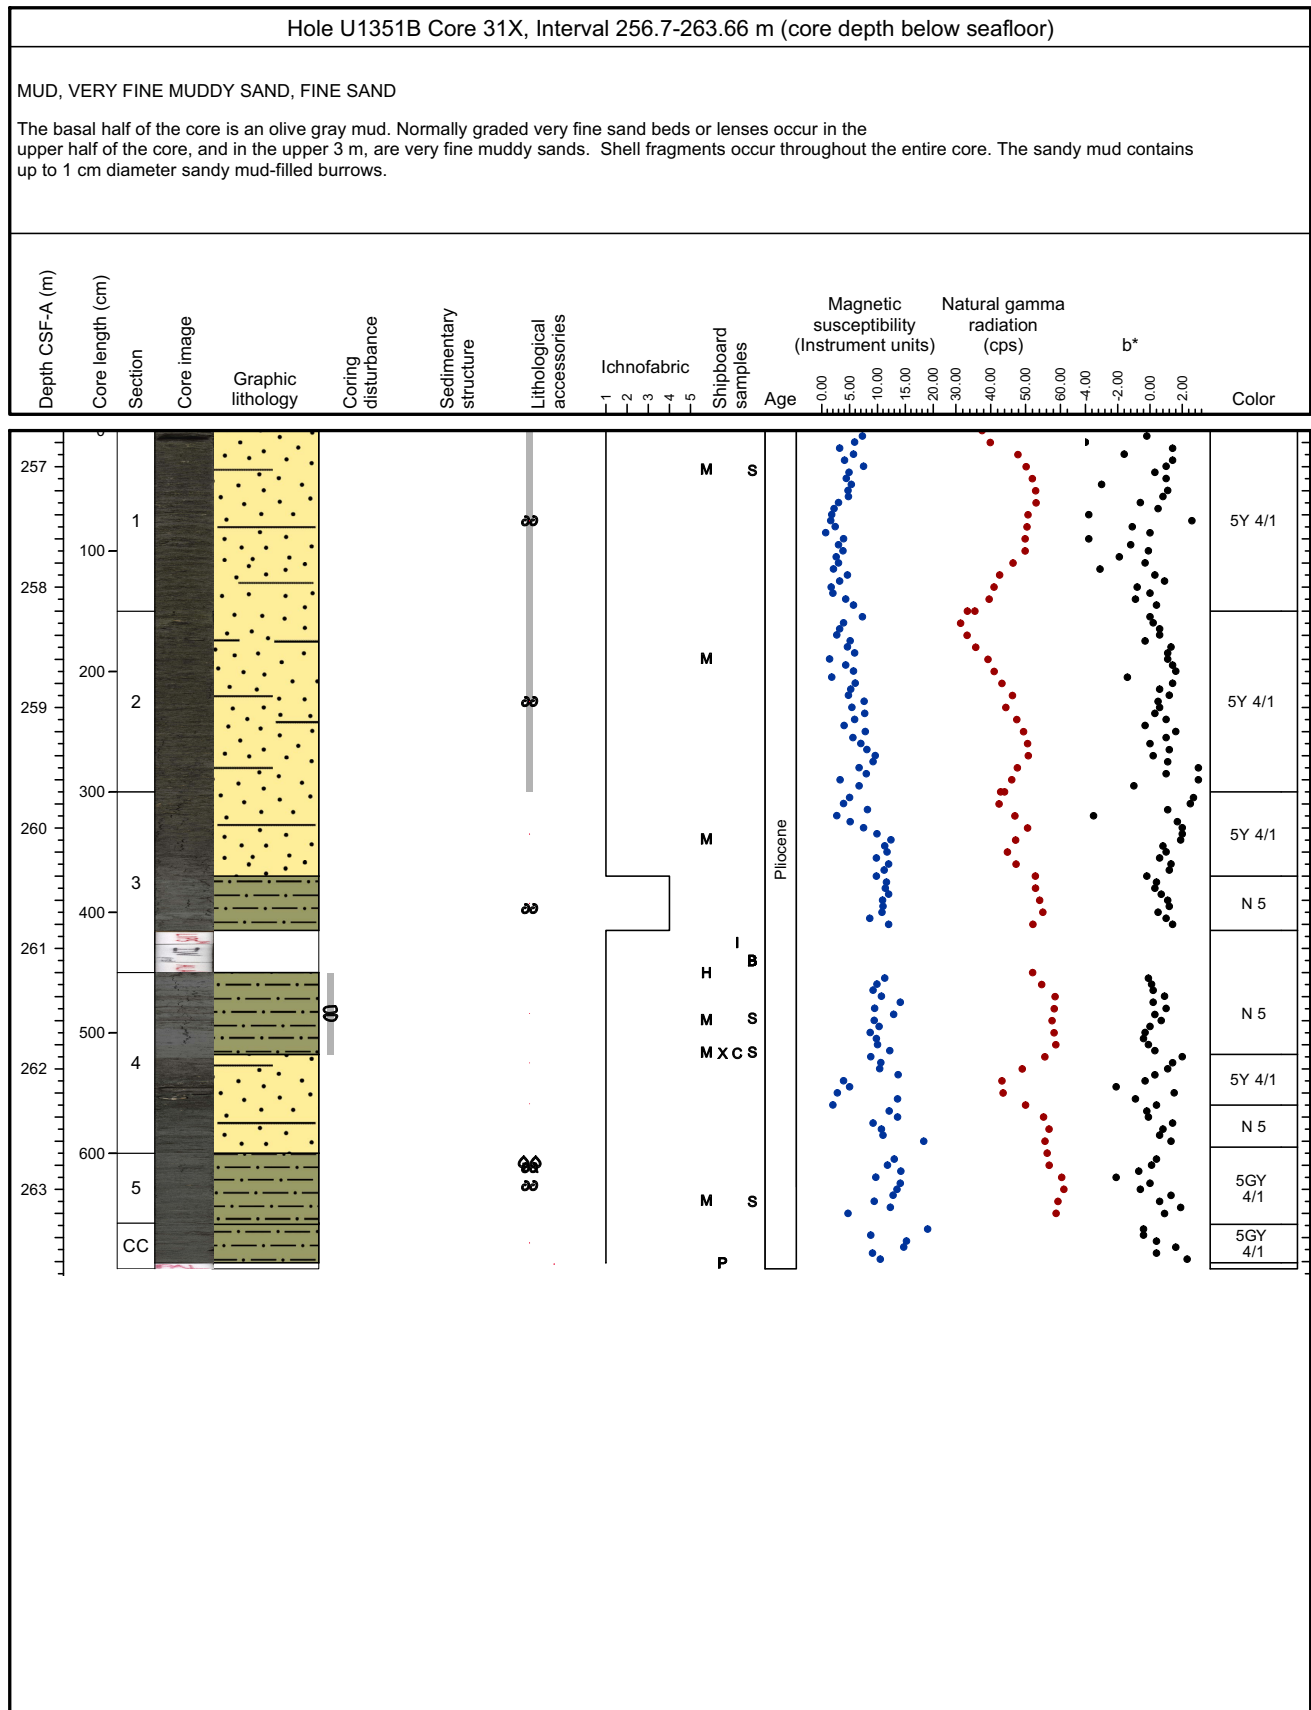 Hole U1351B Core 31X, Interval 256.7-263.66 m (core depth below seafloor)
MUD, VERY FINE MUDDY SAND, FINE SAND
The basal half of the core is an olive gray mud. Normally graded very fine sand beds or lenses occur in the
upper half of the core, and in the upper 3 m, are very fine muddy sands. Shell fragments occur throughout the entire core. The sandy mud contains
up to 1 cm diameter sandy mud-filled burrows.
Depth CSF-A (m)
Core length (cm)
Section
Core image
Graphic
lithology
Coring
disturbance
Sedimentary
structure
Lithological
accessories
Ichnofabric
1 2 3 4 5
Shipboard
samples
Age
Magnetic
susceptibility
(Instrument units)
0.00 5.00 10.00 15.00 20.00
Natural gamma
radiation
(cps)
30.00 40.00 50.00 60.00
b*
-4.00 -2.00 0.00 2.00
Color
0
257
M S
1
5Y 4/1
100
258
M
200
2
259
5Y 4/1
300
260
M
5Y 4/1
Pliocene
3
N 5
400
261
I
B
H
N 5
M S
500
M X C S
4
262
5Y 4/1
N 5
600
5
263
M S
5GY
4/1
CC
5GY
4/1
P